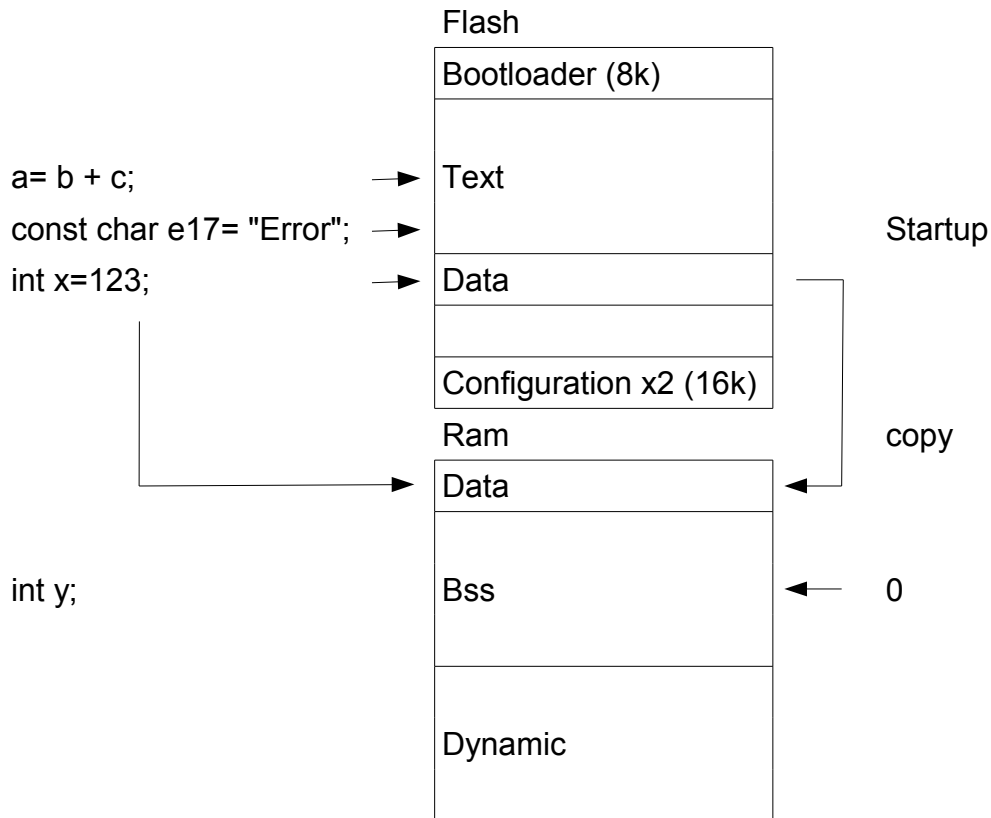 Flash
Bootloader (8k)
a= b + c;
Text
const char e17= "Error";
Startup
int x=123;
Data
Configuration x2 (16k)
Ram
copy
Data
int y;
Bss
0
Dynamic